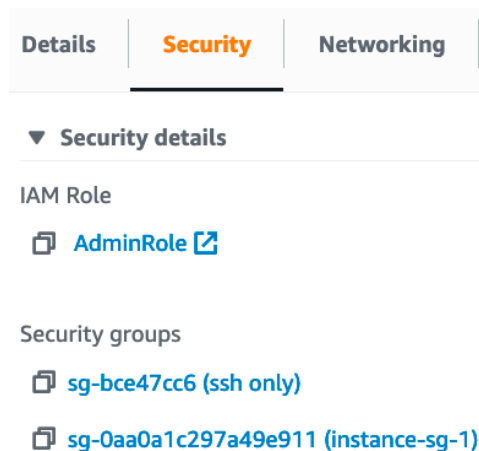 Details Security Networking
Security details
IAM Role
AdminRole
Security groups
sg-bce47cc6 (ssh only)
sg-0aa0a1c297a49e911 (instance-sg-1)